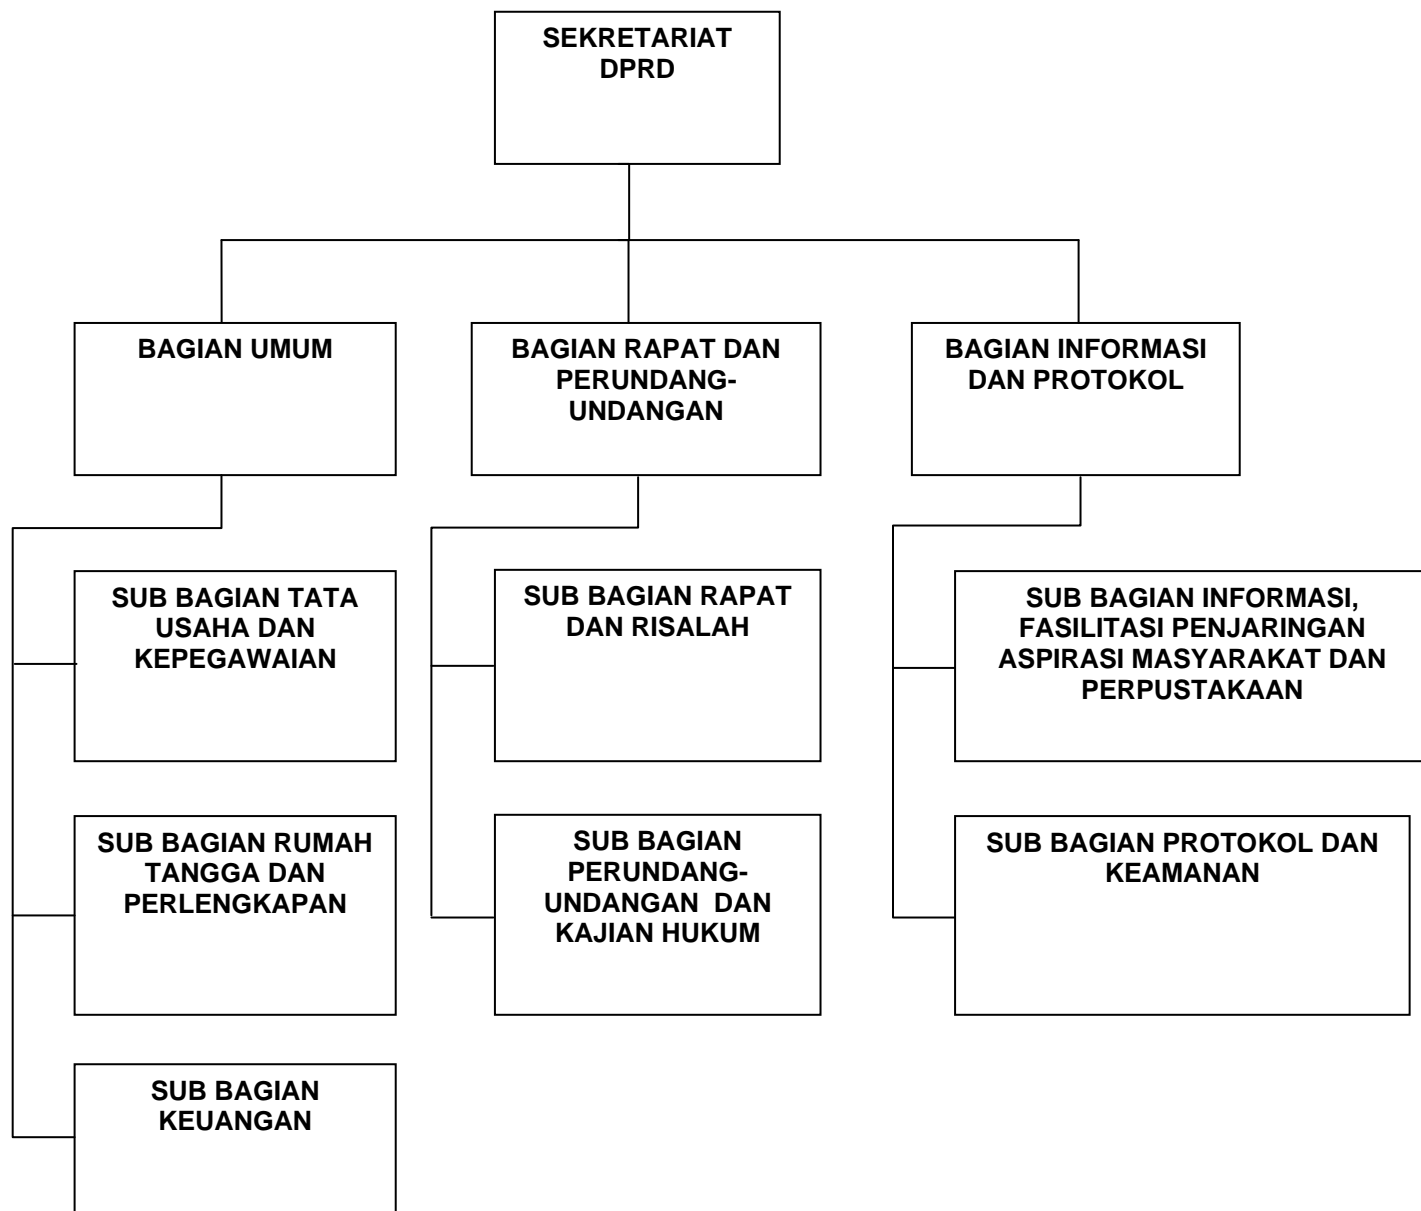 SEKRETARIAT
DPRD
BAGIAN UMUM
BAGIAN RAPAT DAN
PERUNDANG-
UNDANGAN
BAGIAN INFORMASI
DAN PROTOKOL
SUB BAGIAN TATA
USAHA DAN
KEPEGAWAIAN
SUB BAGIAN RAPAT
DAN RISALAH
SUB BAGIAN INFORMASI,
FASILITASI PENJARINGAN
ASPIRASI MASYARAKAT DAN
PERPUSTAKAAN
SUB BAGIAN RUMAH
TANGGA DAN
PERLENGKAPAN
SUB BAGIAN
PERUNDANG-
UNDANGAN  DAN
KAJIAN HUKUM
SUB BAGIAN PROTOKOL DAN
KEAMANAN
SUB BAGIAN
KEUANGAN